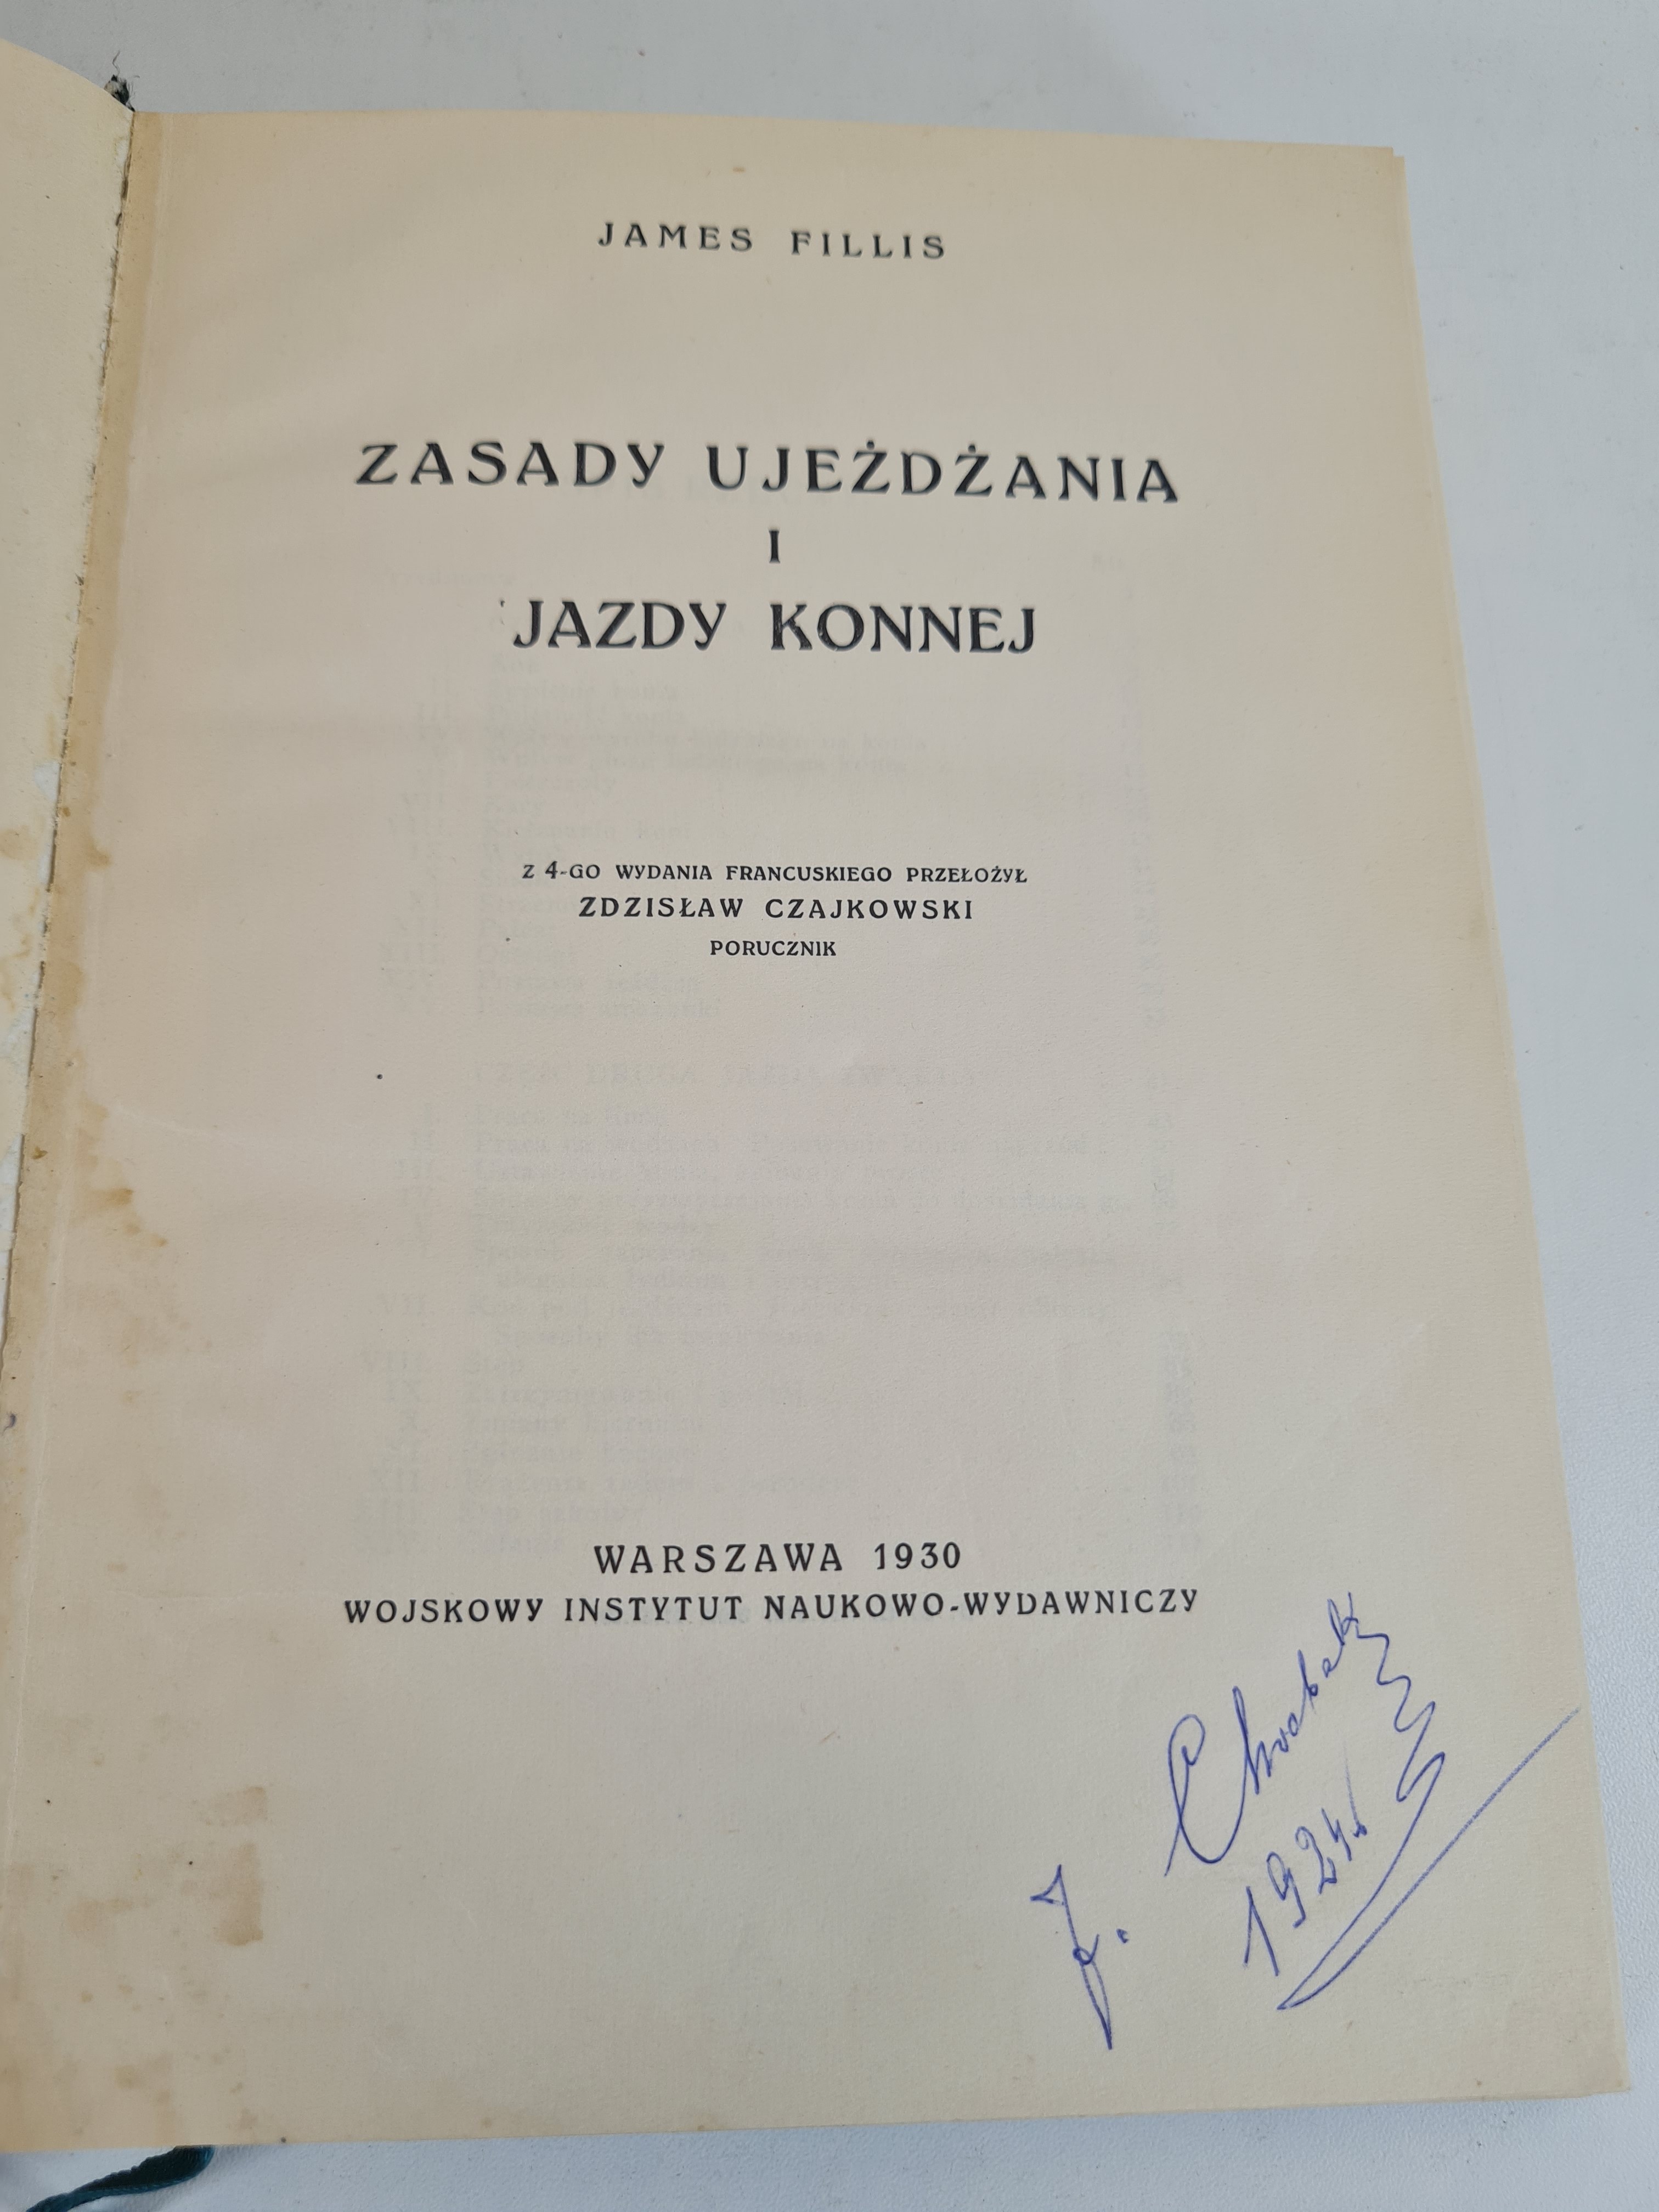 JAMES FILLIS
ZASADY UJEŻDŻANIA
I
JAZDY KONNEJ
Z 4-GO WYDANIA FRANCUSKIEGO PRZEŁOŻYŁ
ZDZISŁAW CZAJKOWSKI
PORUCZNIK
WARSZAWA 1930
WOJSKOWY INSTYTUT NAUKOWO-WYDAWNICZY
J.